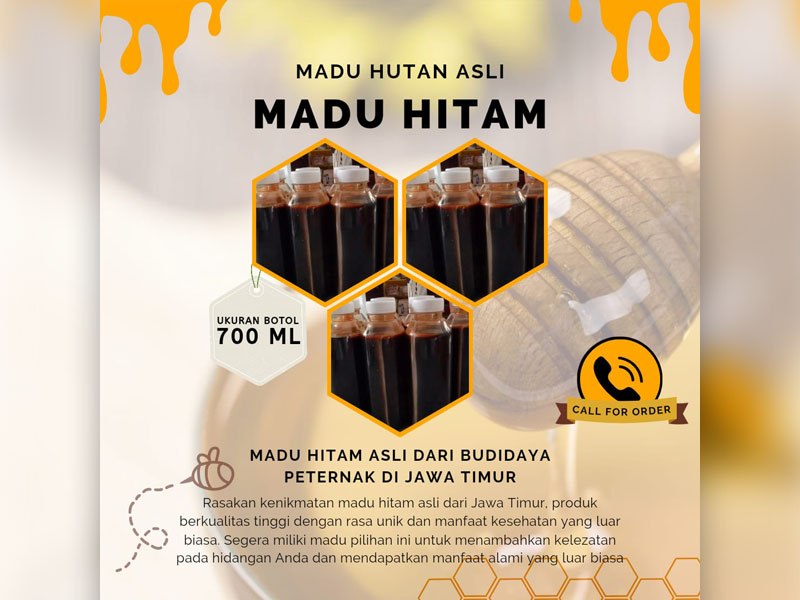 MADU HUTAN ASLI
MADU HITAM
UKURAN BOTOL
700 ML
CALL FOR ORDER
MADU HITAM ASLI DARI BUDIDAYA
PETERNAK DI JAWA TIMUR
Rasakan kenikmatan madu hitam asli dari Jawa Timur, produk
berkualitas tinggi dengan rasa unik dan manfaat kesehatan yang luar
biasa. Segera miliki madu pilihan ini untuk menambahkan kelezatan
pada hidangan Anda dan mendapatkan manfaat alami yang luar biasa